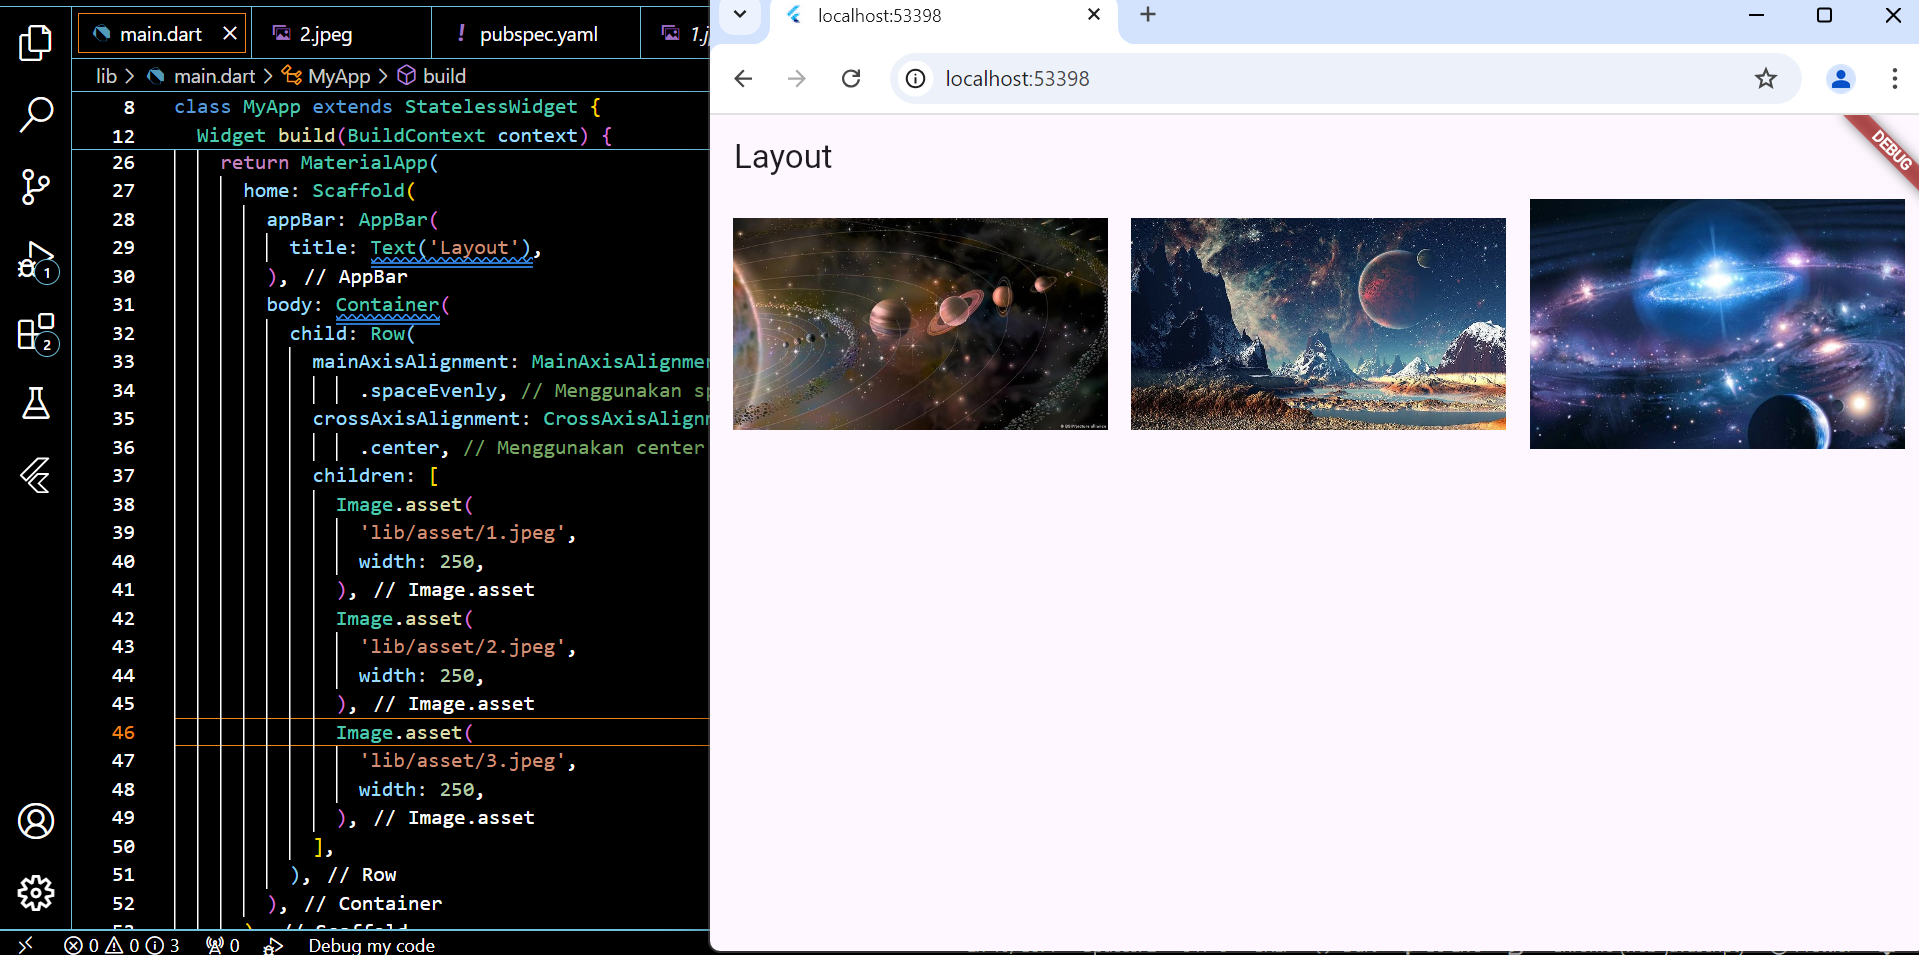 main.dart
2.jpeg
pubspec.yaml
lib > main.dart > MyApp > build
8 class MyApp extends StatelessWidget {
12 Widget build(BuildContext context) {
26 return MaterialApp(
27 home: Scaffold(
28 appBar: AppBar(
29 title: Text('Layout'),
30 ), // AppBar
31 body: Container(
32 child: Row(
33 mainAxisAlignment: MainAxisAlignme
34 .spaceEvenly, // Menggunakan
35 crossAxisAlignment: CrossAxisAlign
36 .center, // Menggunakan center
37 children: [
38 Image.asset(
39 'lib/asset/1.jpeg',
40 width: 250,
41 ), // Image.asset
42 Image.asset(
43 'lib/asset/2.jpeg',
44 width: 250,
45 ), // Image.asset
46 Image.asset(
47 'lib/asset/3.jpeg',
48 width: 250,
49 ), // Image.asset
50 ],
51 ), // Row
52 ), // Container
1
2
0 0 3 0 Debug my code
localhost:53398
localhost:53398
Layout
DEBUG